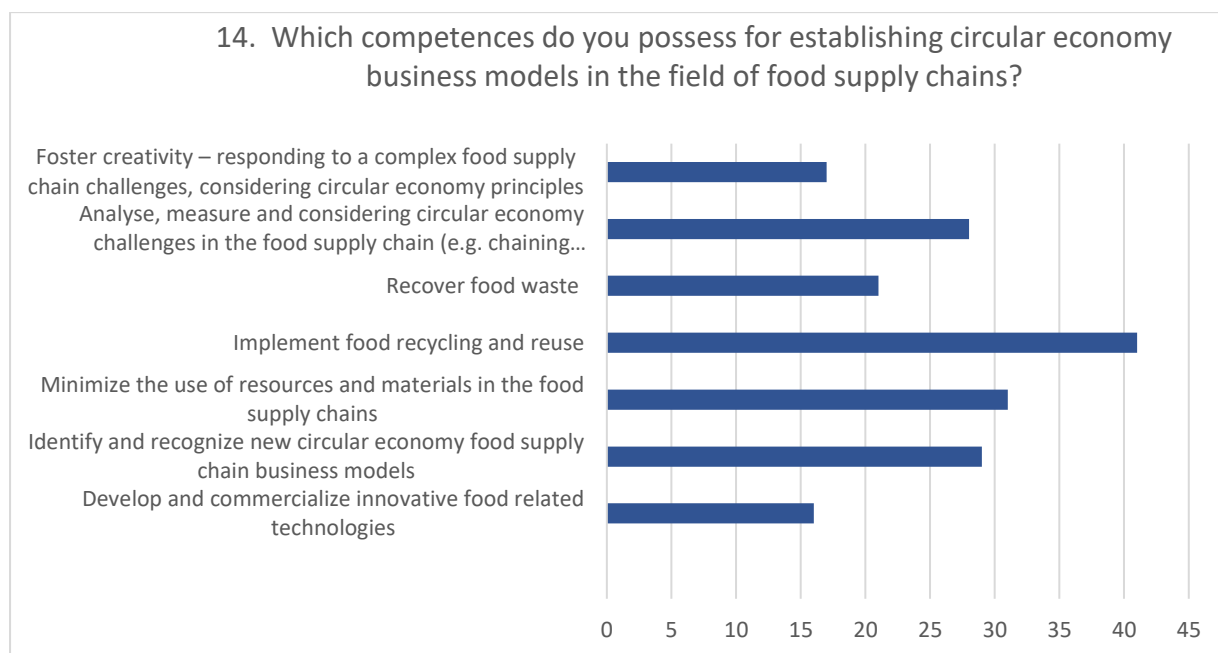 14. Which competences do you possess for establishing circular economy
business models in the field of food supply chains?
Foster creativity – responding to a complex food supply
chain challenges, considering circular economy principles
Analyse, measure and considering circular economy
challenges in the food supply chain (e.g. chaining…
Recover food waste
Implement food recycling and reuse
Minimize the use of resources and materials in the food
supply chains
Identify and recognize new circular economy food supply
chain business models
Develop and commercialize innovative food related
technologies
0 5 10 15 20 25 30 35 40 45